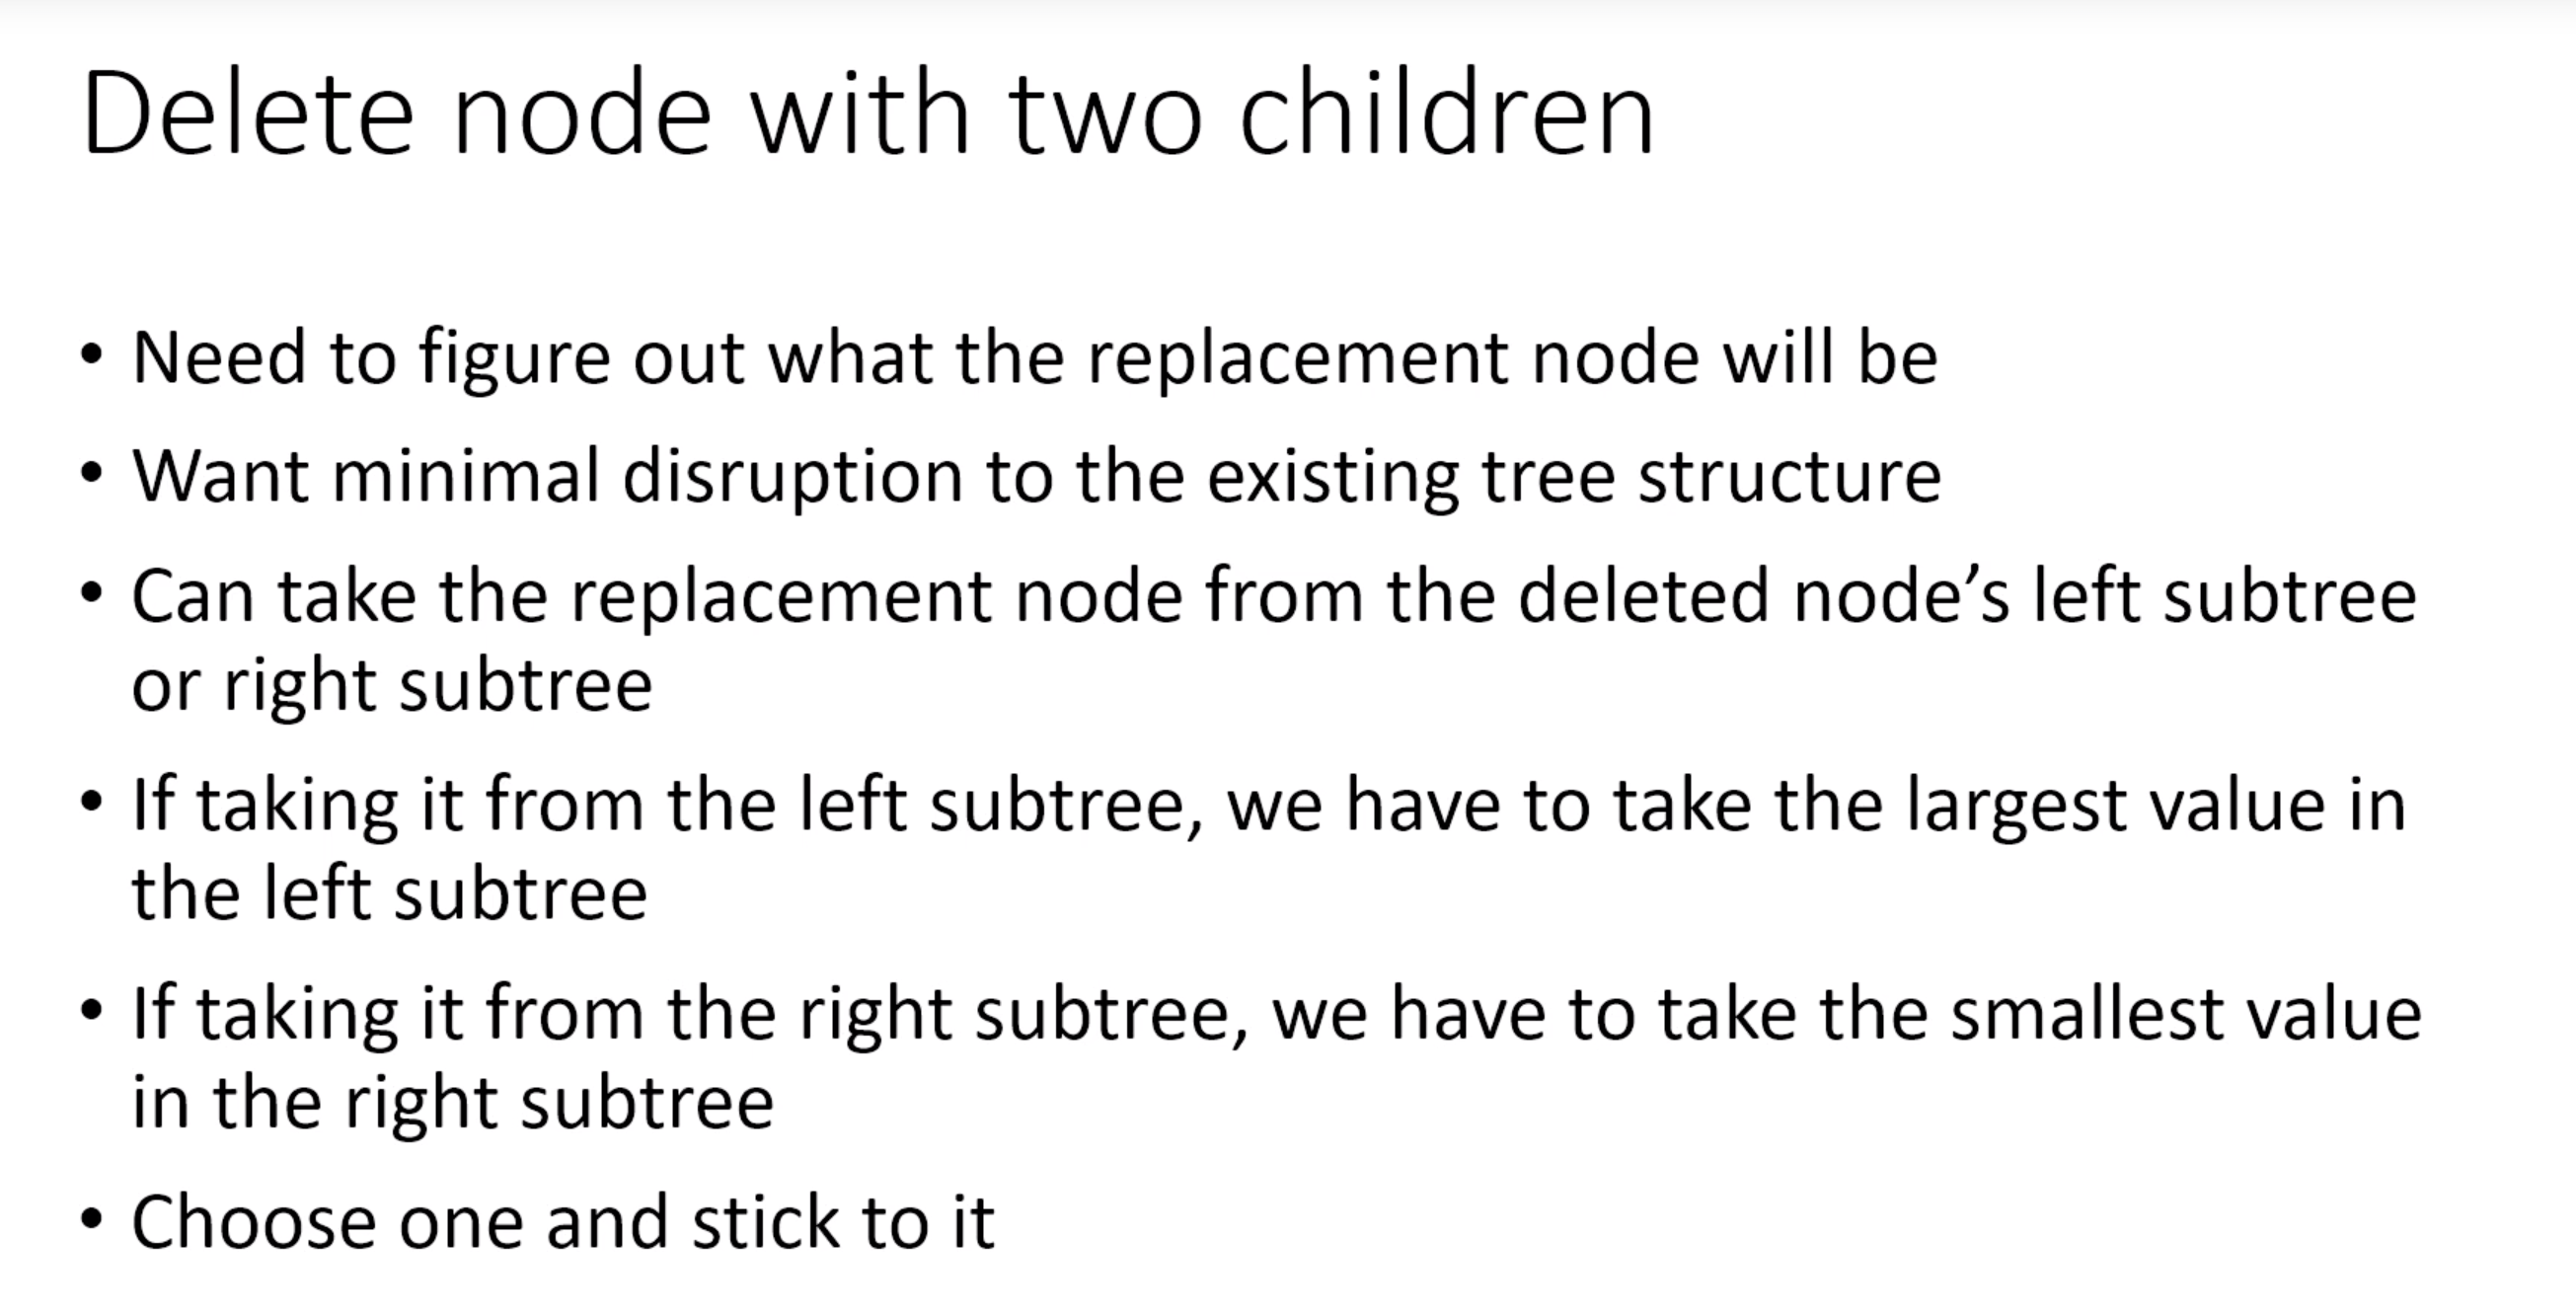 Delete node with two children
• Need to figure out what the replacement node will be
• Want minimal disruption to the existing tree structure
• Can take the replacement node from the deleted node’s left subtree
or right subtree
• If taking it from the left subtree, we have to take the largest value in
the left subtree
• If taking it from the right subtree, we have to take the smallest value
in the right subtree
• Choose one and stick to it